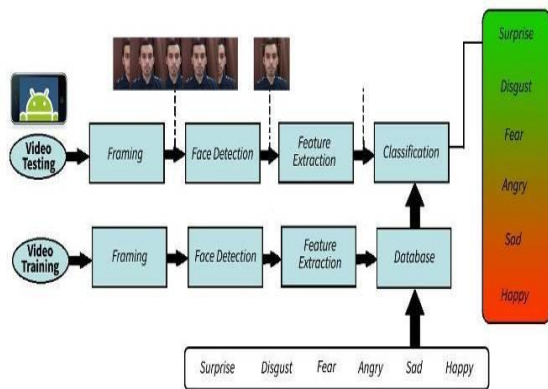 Surprise
Disgust
Fear
Angry
Sad
Happy
Video
Testing
Framing
Face Detection
Feature
Extraction
Classification
Video
Training
Framing
Face Detection
Feature
Extraction
Database
Surprise Disgust Fear Angry Sad Happy